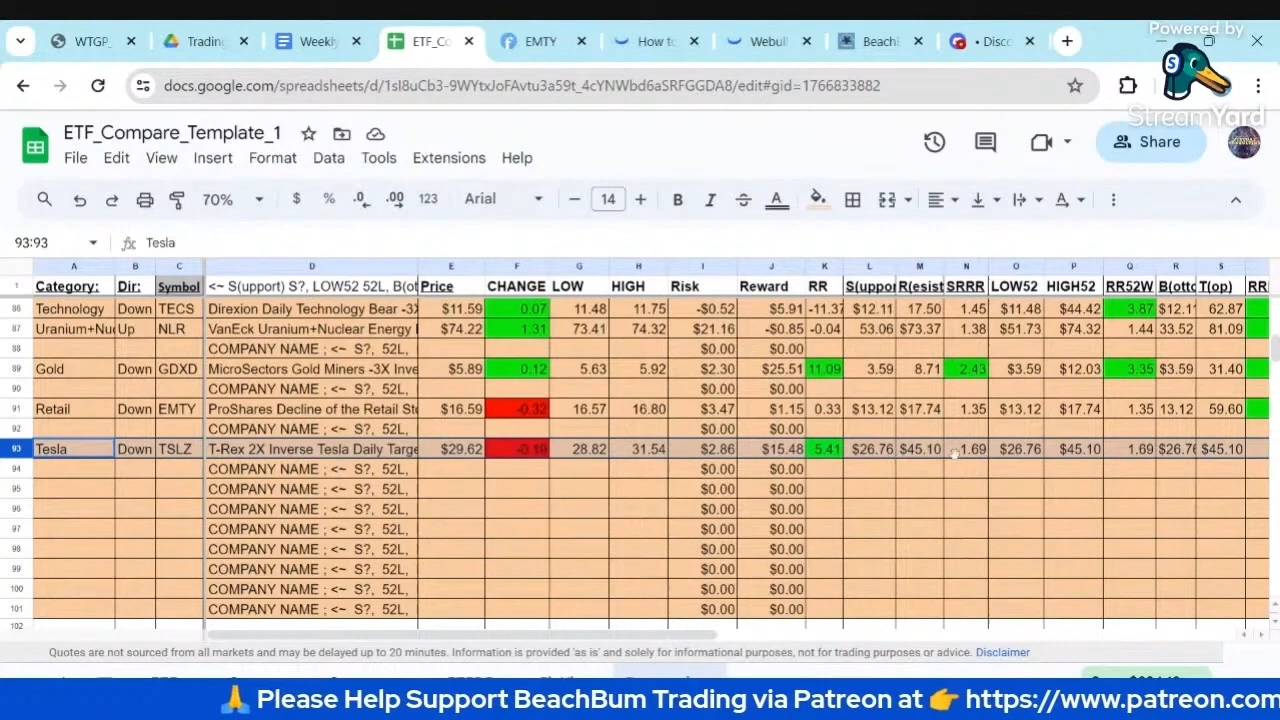 Powered by
StreamYard
WTGP_ Trading Weekly ETF_Co EMTY How to Webull Beach • Disco
docs.google.com/spreadsheets/d/1sl8uCb3-9WYtxJoFAvtu3a59t_4cYNWbd6aSRFGGDA8/edit#gid=1766833882
ETF_Compare_Template_1
Share
File Edit View Insert Format Data Tools Extensions Help
70% $ % .0 .00 123 Arial 14 B I A
93:93 fx Tesla
A B C D E F G H I J K L M N O P Q R S
1 Category: Dir: Symbol <~ S(upport) S?, LOW52 52L, B(ot Price CHANGE LOW HIGH Risk Reward RR S(uppor R(esist SRRR LOW52 HIGH52 RR52W B(otto T(op) RR
86 Technology Down TECS Direxion Daily Technology Bear -3X $11.59 0.07 11.48 11.75 -$0.52 $5.91 -11.37 $12.11 17.50 1.45 $11.48 $44.42 3.87 $12.11 62.87
87 Uranium+Nuc Up NLR VanEck Uranium+Nuclear Energy $74.22 1.31 73.41 74.32 $21.16 -$0.85 -0.04 53.06 $73.37 1.38 $51.73 $74.32 1.44 33.52 81.09
88 COMPANY NAME ; <~ S?, 52L, $0.00 $0.00
89 Gold Down GDXD MicroSectors Gold Miners -3X Inve $5.89 0.12 5.63 5.92 $2.30 $25.51 11.09 3.59 8.71 2.43 $3.59 $12.03 3.35 $3.59 31.40
90 COMPANY NAME ; <~ S?, 52L, $0.00 $0.00
91 Retail Down EMTY ProShares Decline of the Retail Sto $16.59 -0.32 16.57 16.80 $3.47 $1.15 0.33 $13.12 $17.74 1.35 $13.12 $17.74 1.35 13.12 59.60
92 COMPANY NAME ; <~ S?, 52L, $0.00 $0.00
93 Tesla Down TSLZ T-Rex 2X Inverse Tesla Daily Targe $29.62 -0.19 28.82 31.54 $2.86 $15.48 5.41 $26.76 $45.10 1.69 $26.76 $45.10 1.69 $26.76 $45.10
94 COMPANY NAME ; <~ S?, 52L, $0.00 $0.00
95 COMPANY NAME ; <~ S?, 52L, $0.00 $0.00
96 COMPANY NAME ; <~ S?, 52L, $0.00 $0.00
97 COMPANY NAME ; <~ S?, 52L, $0.00 $0.00
98 COMPANY NAME ; <~ S?, 52L, $0.00 $0.00
99 COMPANY NAME ; <~ S?, 52L, $0.00 $0.00
100 COMPANY NAME ; <~ S?, 52L, $0.00 $0.00
101 COMPANY NAME ; <~ S?, 52L, $0.00 $0.00
102
Quotes are not sourced from all markets and may be delayed up to 20 minutes. Information is provided 'as is' and solely for informational purposes, not for trading purposes or advice. Disclaimer
🙏 Please Help Support BeachBum Trading via Patreon at 👉 https://www.patreon.com